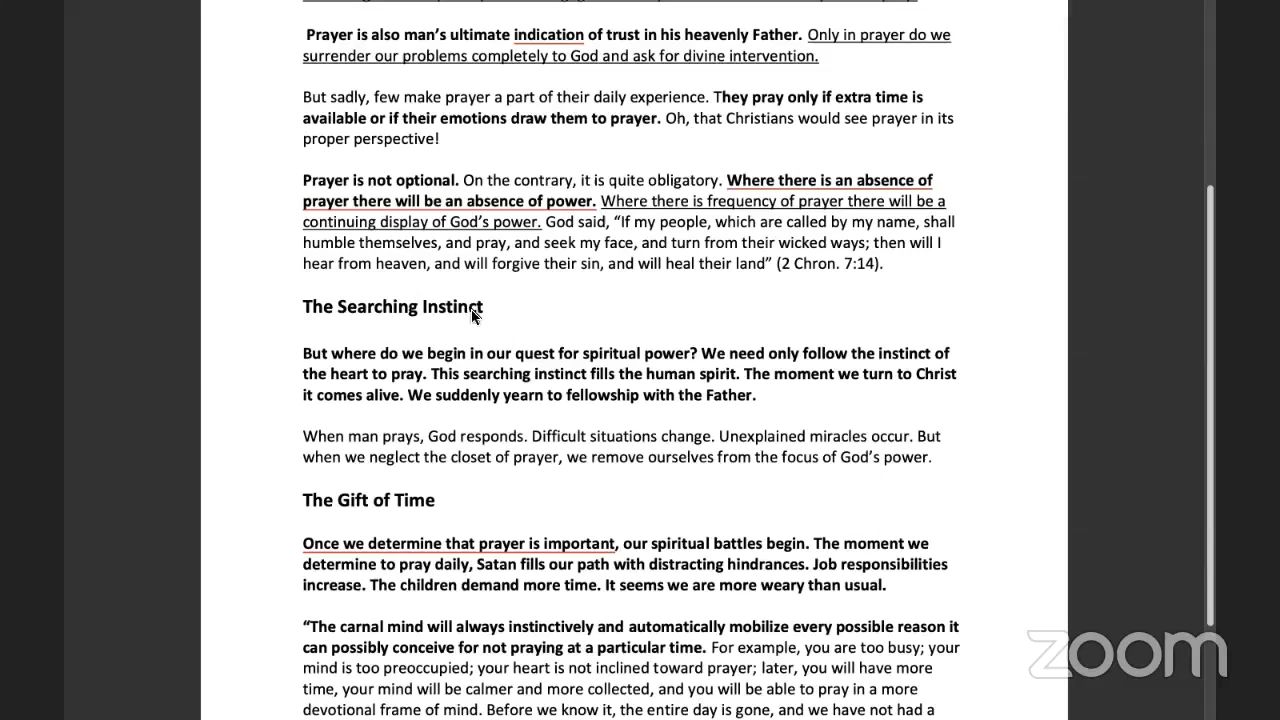 Prayer is also man’s ultimate indication of trust in his heavenly Father. Only in prayer do we
surrender our problems completely to God and ask for divine intervention.
But sadly, few make prayer a part of their daily experience. They pray only if extra time is
available or if their emotions draw them to prayer. Oh, that Christians would see prayer in its
proper perspective!
Prayer is not optional. On the contrary, it is quite obligatory. Where there is an absence of
prayer there will be an absence of power. Where there is frequency of prayer there will be a
continuing display of God’s power. God said, “If my people, which are called by my name, shall
humble themselves, and pray, and seek my face, and turn from their wicked ways; then will I
hear from heaven, and will forgive their sin, and will heal their land” (2 Chron. 7:14).
The Searching Instinct
But where do we begin in our quest for spiritual power? We need only follow the instinct of
the heart to pray. This searching instinct fills the human spirit. The moment we turn to Christ
it comes alive. We suddenly yearn to fellowship with the Father.
When man prays, God responds. Difficult situations change. Unexplained miracles occur. But
when we neglect the closet of prayer, we remove ourselves from the focus of God’s power.
The Gift of Time
Once we determine that prayer is important, our spiritual battles begin. The moment we
determine to pray daily, Satan fills our path with distracting hindrances. Job responsibilities
increase. The children demand more time. It seems we are more weary than usual.
“The carnal mind will always instinctively and automatically mobilize every possible reason it
can possibly conceive for not praying at a particular time. For example, you are too busy; your
mind is too preoccupied; your heart is not inclined toward prayer; later, you will have more
time, your mind will be calmer and more collected, and you will be able to pray in a more
devotional frame of mind. Before we know it, the entire day is gone, and we have not had a
zoom